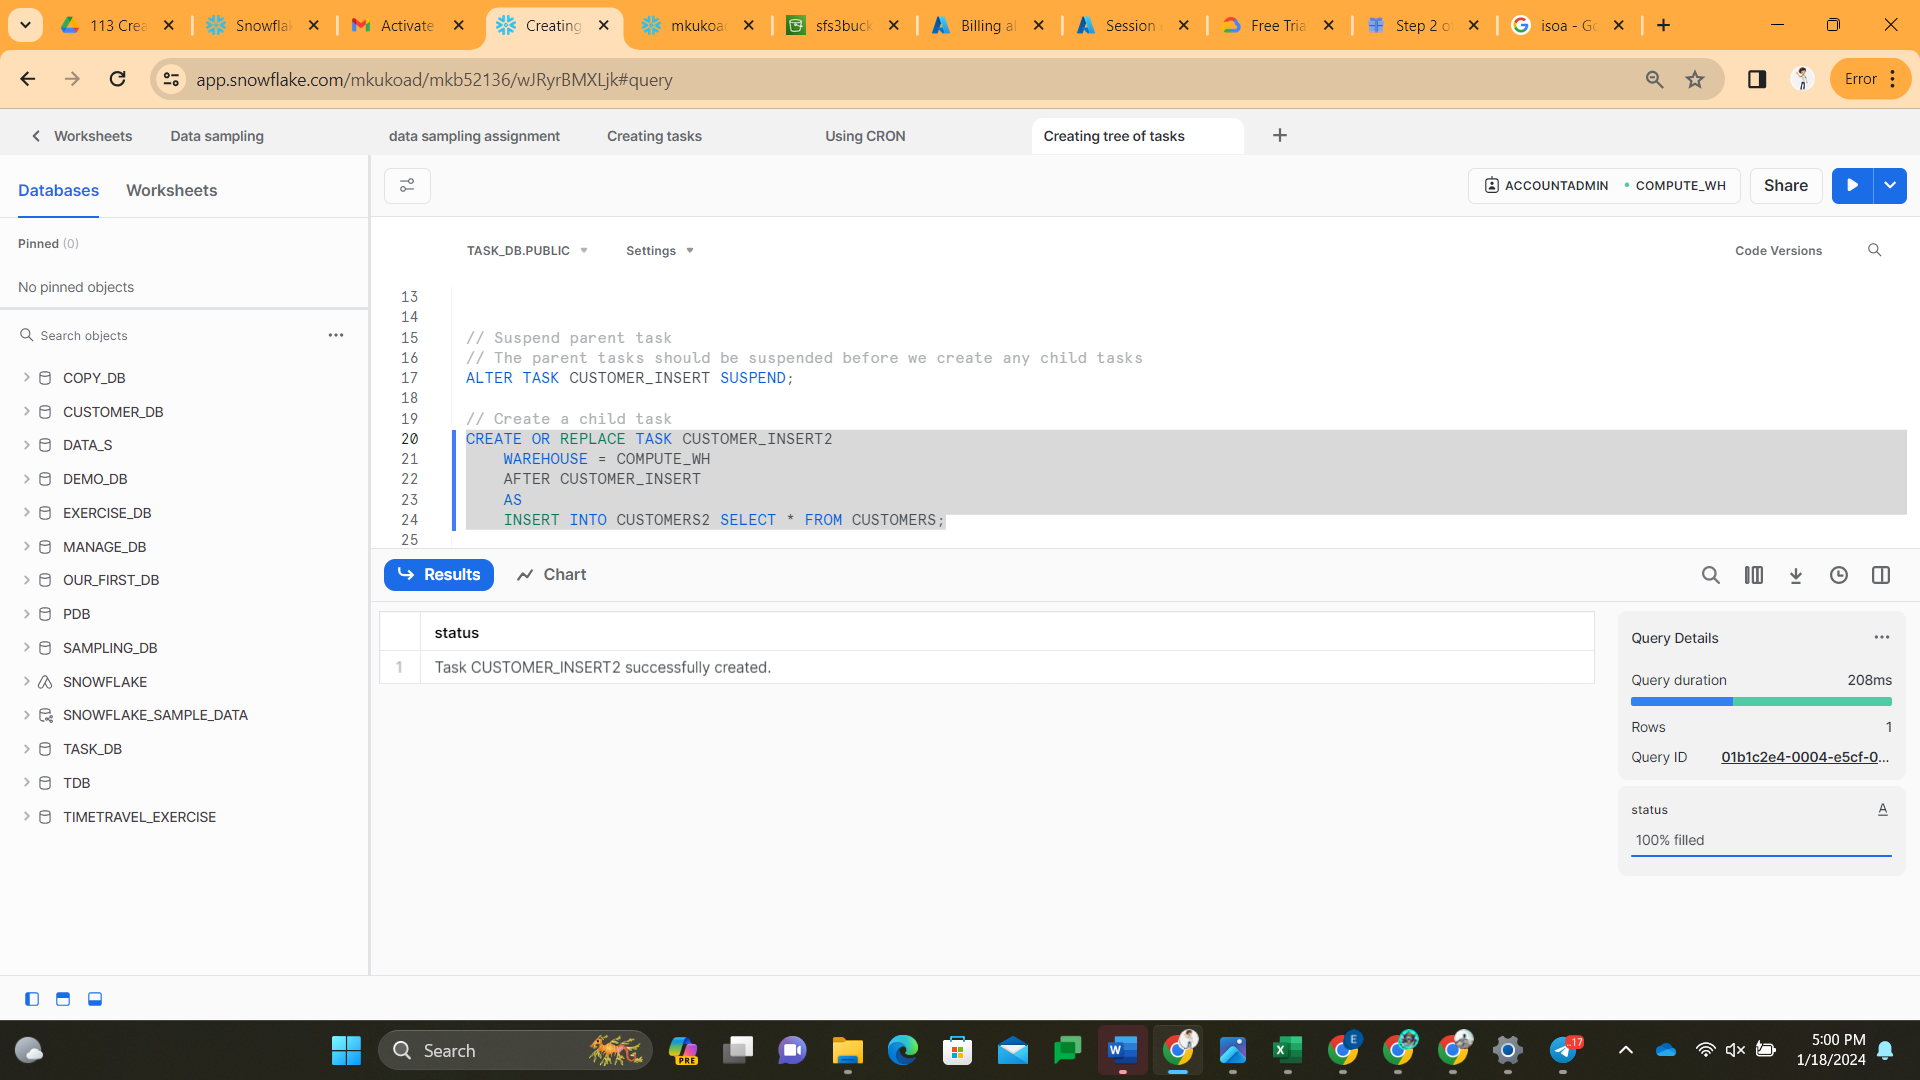 113 Crea
Snowflak
Activate
Creating
mkukoad
sfs3buck
Billing al
Session
Free Tria
Step 2 o
isoa - Go
app.snowflake.com/mkukoad/mkb52136/wJRyrBMXLjk#query
Error
Worksheets
Data sampling
data sampling assignment
Creating tasks
Using CRON
Creating tree of tasks
Databases
Worksheets
ACCOUNTADMIN
COMPUTE_WH
Share
Pinned (0)
No pinned objects
TASK_DB.PUBLIC
Settings
Code Versions
Search objects
COPY_DB
CUSTOMER_DB
DATA_S
DEMO_DB
EXERCISE_DB
MANAGE_DB
OUR_FIRST_DB
PDB
SAMPLING_DB
SNOWFLAKE
SNOWFLAKE_SAMPLE_DATA
TASK_DB
TDB
TIMETRAVEL_EXERCISE
13
14
15 // Suspend parent task
16 // The parent tasks should be suspended before we create any child tasks
17 ALTER TASK CUSTOMER_INSERT SUSPEND;
18
19 // Create a child task
20 CREATE OR REPLACE TASK CUSTOMER_INSERT2
21 WAREHOUSE = COMPUTE_WH
22 AFTER CUSTOMER_INSERT
23 AS
24 INSERT INTO CUSTOMERS2 SELECT * FROM CUSTOMERS;
25
Results
Chart
status
1 Task CUSTOMER_INSERT2 successfully created.
Query Details
Query duration 208ms
Rows 1
Query ID 01b1c2e4-0004-e5cf-0...
status A
100% filled
Search
PRE
W
X
E
17
5:00 PM
1/18/2024